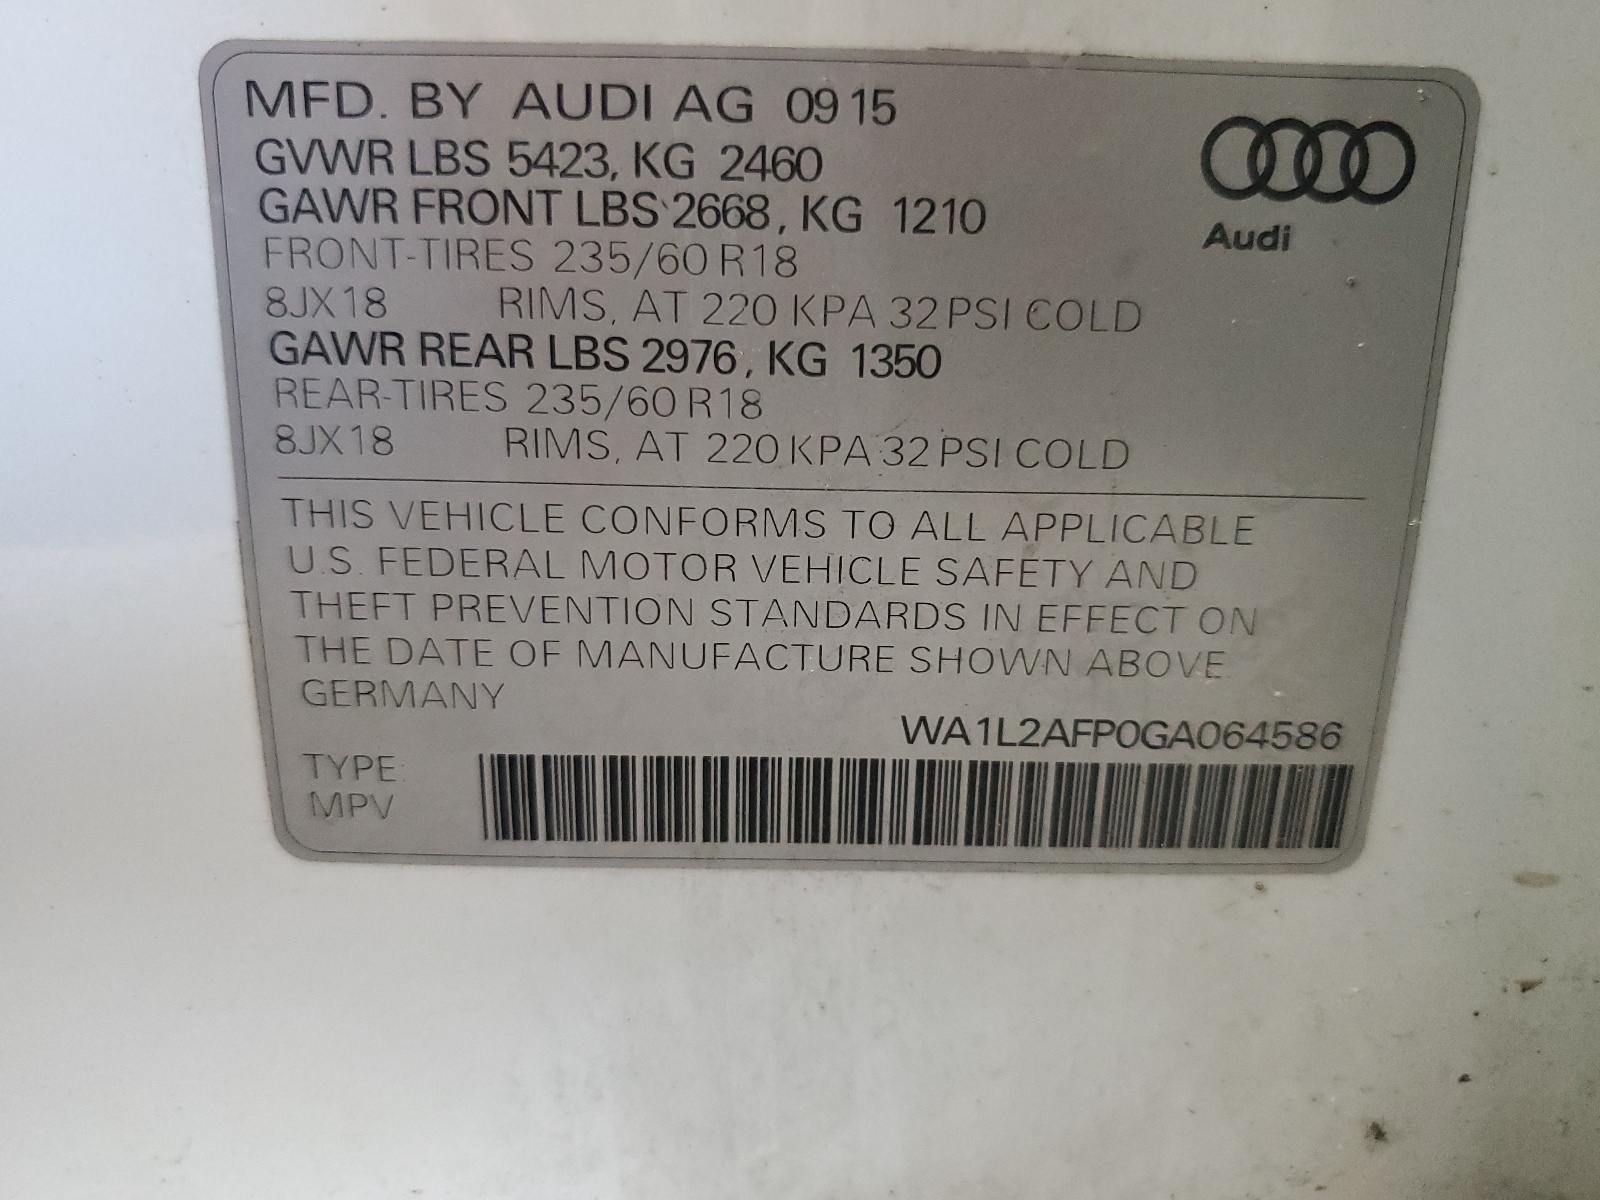 MFD. BY AUDI AG 09 15
GVWR LBS 5423, KG 2460
GAWR FRONT LBS 2668, KG 1210
FRONT-TIRES 235/60 R18
8JX18 RIMS, AT 220 KPA 32 PSI COLD
GAWR REAR LBS 2976, KG 1350
REAR-TIRES 235/60 R18
8JX18 RIMS, AT 220 KPA 32 PSI COLD
Audi
THIS VEHICLE CONFORMS TO ALL APPLICABLE
U.S. FEDERAL MOTOR VEHICLE SAFETY AND
THEFT PREVENTION STANDARDS IN EFFECT ON
THE DATE OF MANUFACTURE SHOWN ABOVE
GERMANY
WA1L2AFP0GA064586
TYPE:
MPV